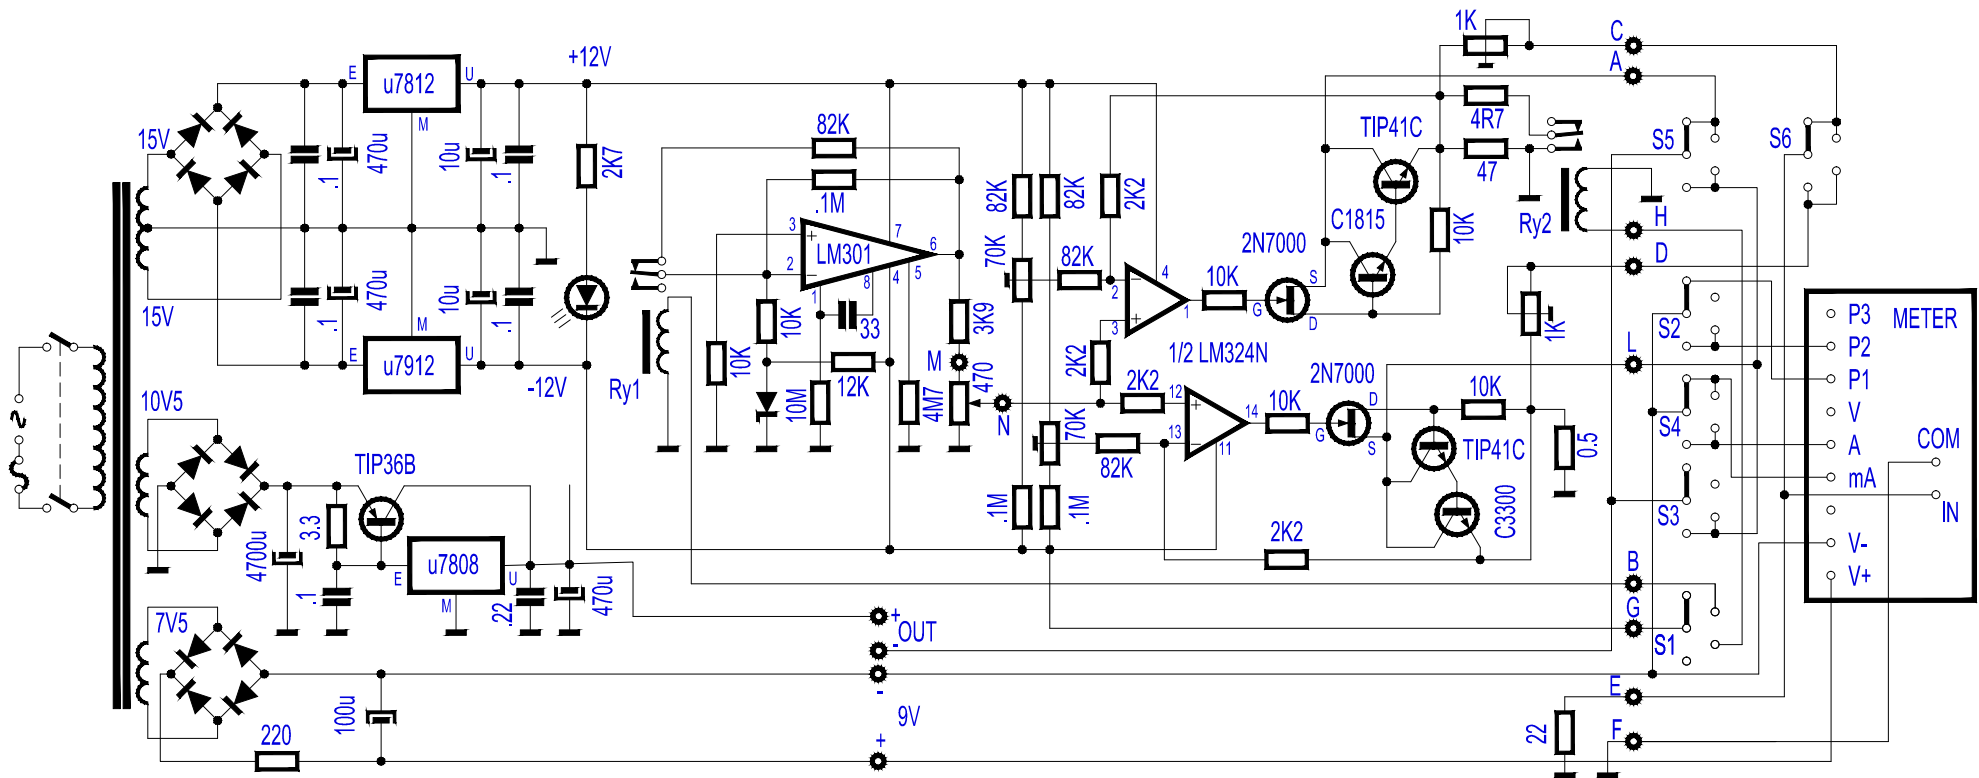 1K
C
A
+12V
E
u7812
U
M
15V
.1
470u
10u
.1
2K7
82K
.1M
3
+
2
−
LM301
7
6
4
5
8
1
33
82K
82K
2K2
TIP41C
4R7
47
C1815
10K
2N7000
S
G
D
Ry2
H
D
S5
S6
15V
.1
470u
10u
.1
M
E
u7912
U
-12V
Ry1
10K
10K
12K
10M
4M7
3K9
M
470
N
70K
82K
−
2
+
3
4
1
10K
1/2 LM324N
2K2
2K2
12
+
13
−
14
11
10K
2N7000
D
G
S
10K
1K
L
S2
S4
S3
P3
METER
P2
P1
V
A
mA
COM
IN
V-
V+
10V5
TIP36B
3.3
4700u
.1
E
u7808
U
M
.22
470u
70K
82K
.1M
.1M
TIP41C
C3300
0.5
2K2
B
G
S1
7V5
+
OUT
-
-
9V
+
100u
220
E
22
F